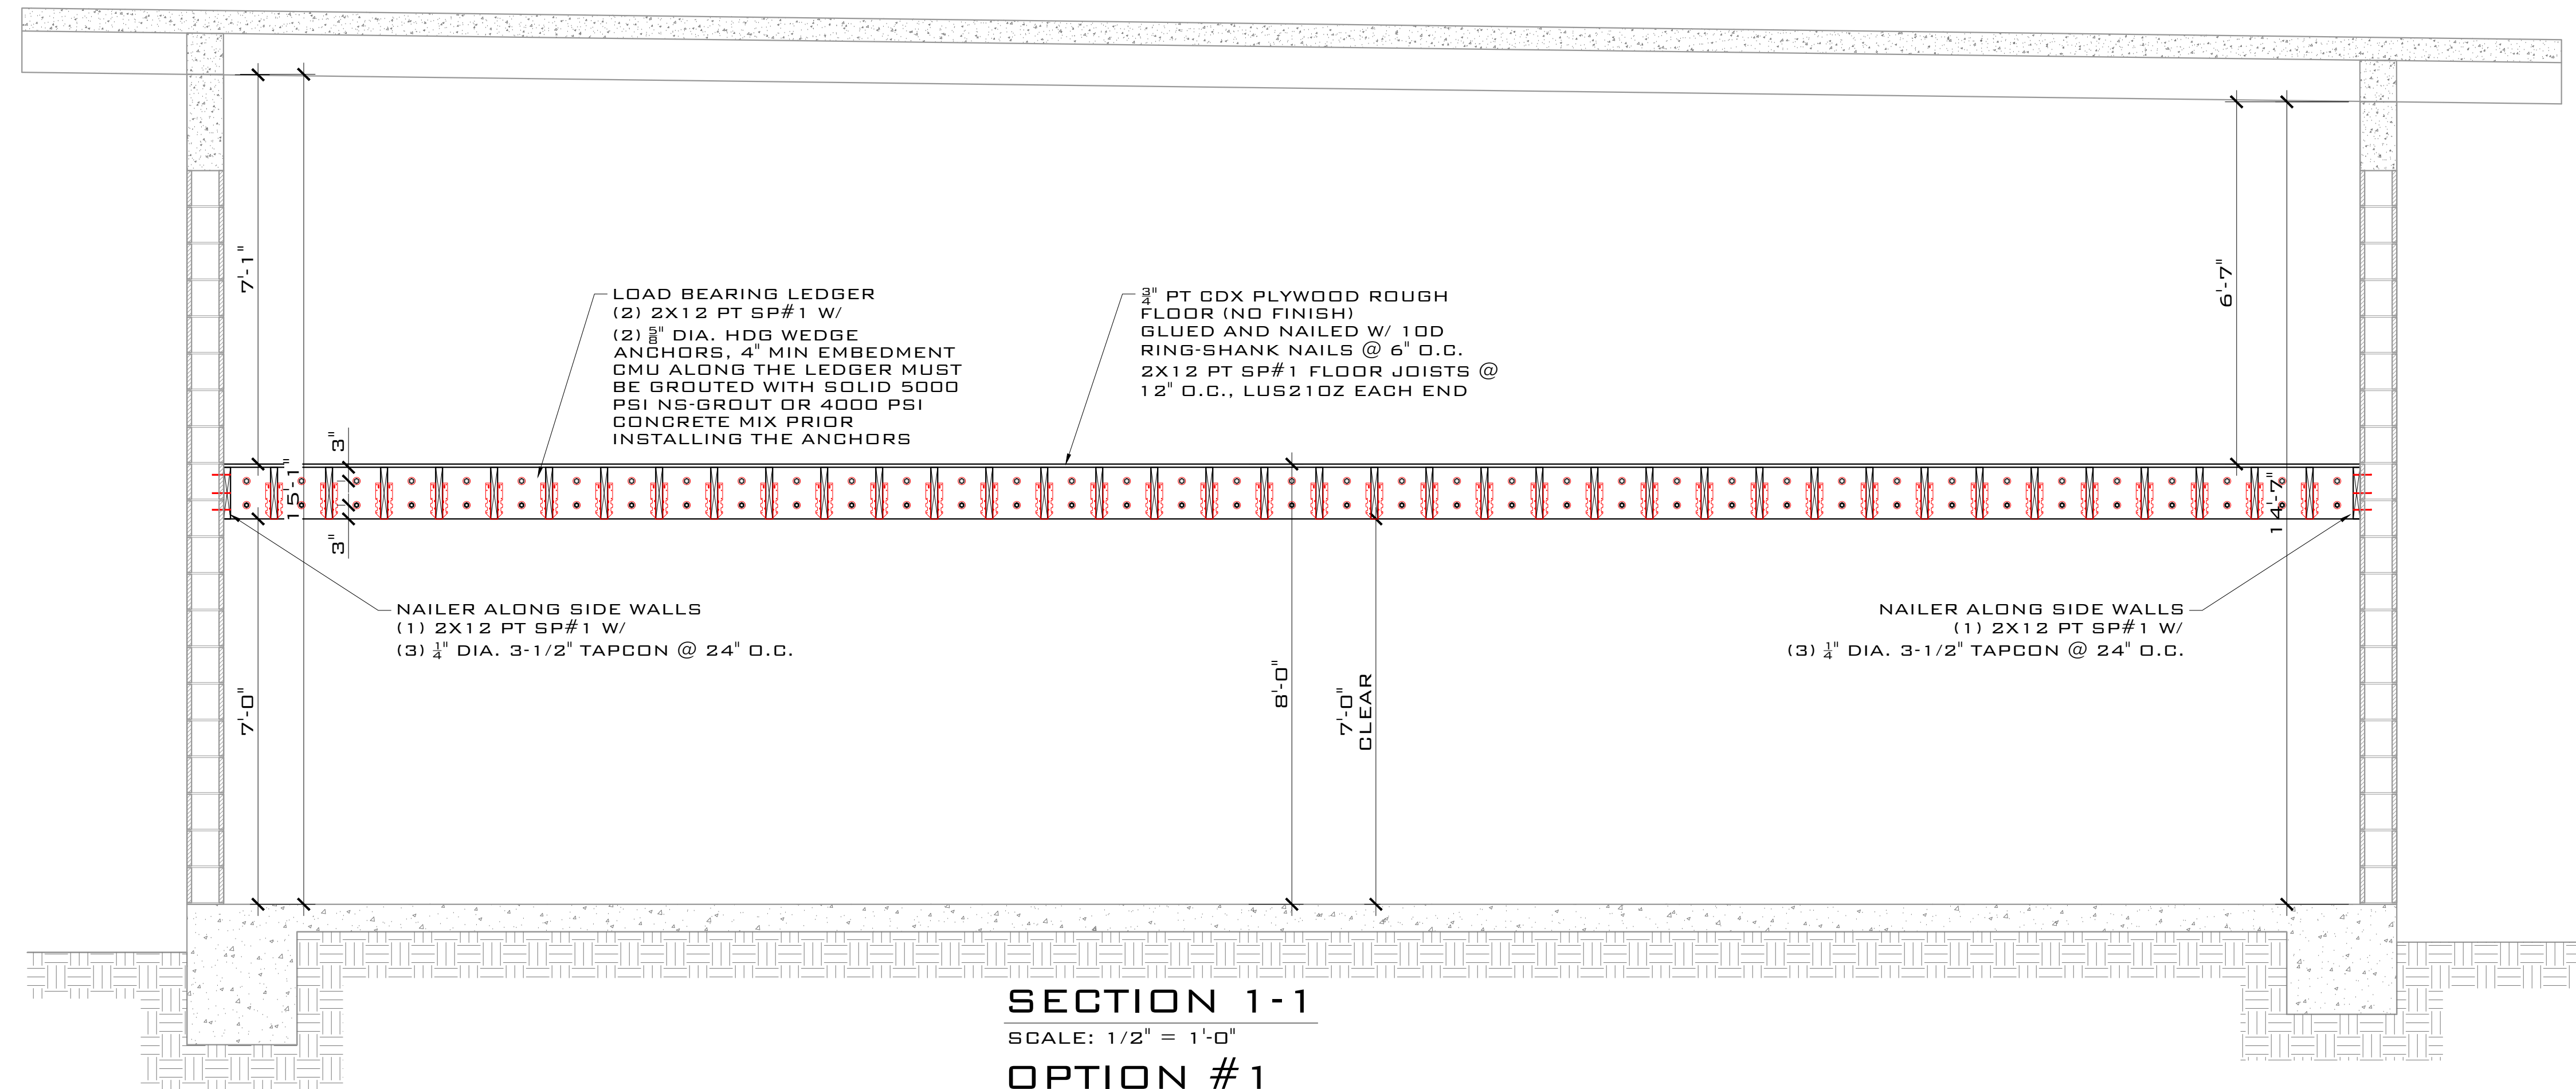 7'-1"
15'-1"
3"
3"
7'-0"
LOAD BEARING LEDGER
(2) 2X12 PT SP#1 W/
(2) 5/8" DIA. HDG WEDGE
ANCHORS, 4" MIN EMBEDMENT
CMU ALONG THE LEDGER MUST
BE GROUTED WITH SOLID 5000
PSI NS-GROUT OR 4000 PSI
CONCRETE MIX PRIOR
INSTALLING THE ANCHORS
3/4" PT CDX PLYWOOD ROUGH
FLOOR (NO FINISH)
GLUED AND NAILED W/ 10D
RING-SHANK NAILS @ 6" O.C.
2X12 PT SP#1 FLOOR JOISTS @
12" O.C., LUS210Z EACH END
6'-7"
14'-7"
NAILER ALONG SIDE WALLS
(1) 2X12 PT SP#1 W/
(3) 1/4" DIA. 3-1/2" TAPCON @ 24" O.C.
8'-0"
7'-0"
CLEAR
NAILER ALONG SIDE WALLS
(1) 2X12 PT SP#1 W/
(3) 1/4" DIA. 3-1/2" TAPCON @ 24" O.C.
SECTION 1-1
SCALE: 1/2" = 1'-0"
OPTION #1